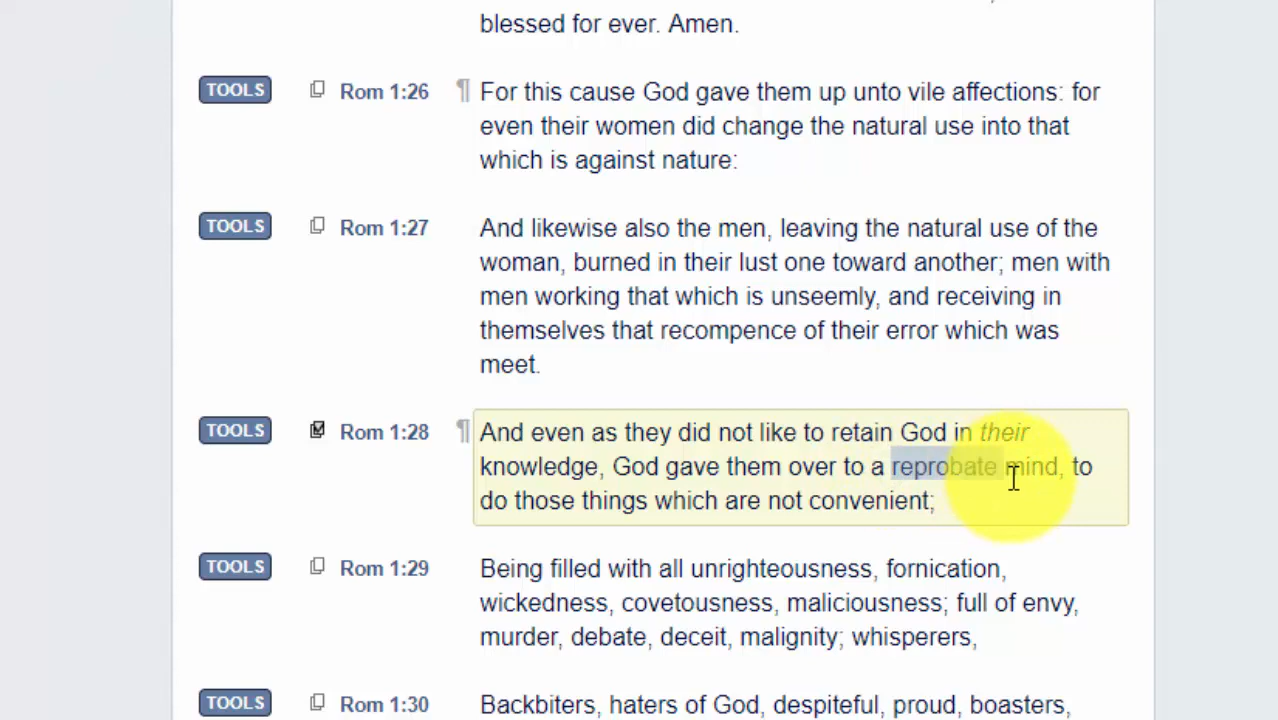 blessed for ever. Amen.
TOOLS Rom 1:26 ¶ For this cause God gave them up unto vile affections: for
even their women did change the natural use into that
which is against nature:
TOOLS Rom 1:27 And likewise also the men, leaving the natural use of the
woman, burned in their lust one toward another; men with
men working that which is unseemly, and receiving in
themselves that recompence of their error which was
meet.
TOOLS Rom 1:28 ¶ And even as they did not like to retain God in their
knowledge, God gave them over to a reprobate mind, to
do those things which are not convenient;
TOOLS Rom 1:29 Being filled with all unrighteousness, fornication,
wickedness, covetousness, maliciousness; full of envy,
murder, debate, deceit, malignity; whisperers,
TOOLS Rom 1:30 Backbiters, haters of God, despiteful, proud, boasters,